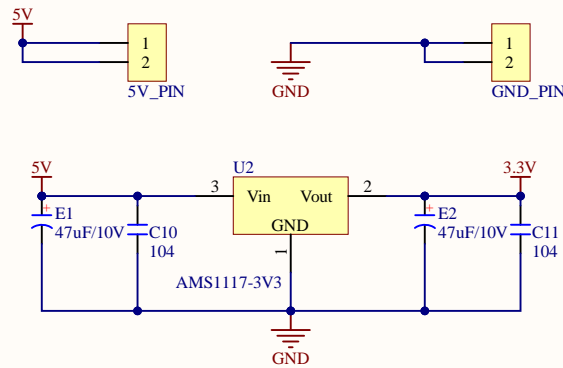 5V
1
2
5V_PIN
GND
1
2
GND_PIN
5V
U2
3.3V
3
Vin
Vout
2
GND
1
+
E1
47uF/10V
C10
104
+
E2
47uF/10V
C11
104
AMS1117-3V3
GND